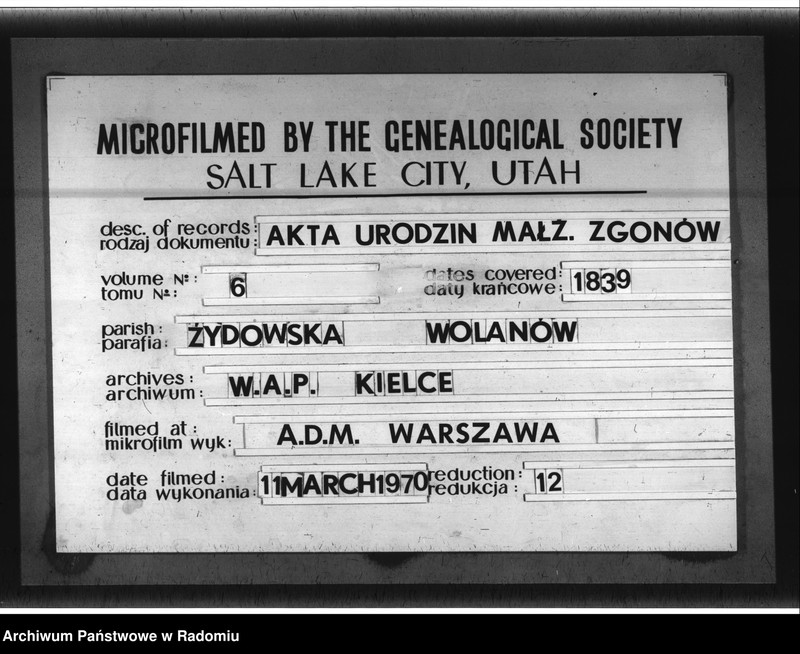 MICROFILMED BY THE GENEALOGICAL SOCIETY
SALT LAKE CITY, UTAH
desc. of records: AKTA URODZIN MAŁŻ. ZGONÓW
rodzaj dokumentu:
volume №: 6 dates covered: 1839
tomu №: daty krańcowe:
parish: ŻYDOWSKA WOLANÓW
parafia:
archives: W.A.P. KIELCE
archiwum:
filmed at: A.D.M. WARSZAWA
mikrofilm wyk:
date filmed: 11MARCH1970 reduction: 12
data wykonania: redukcja:
Archiwum Państwowe w Radomiu